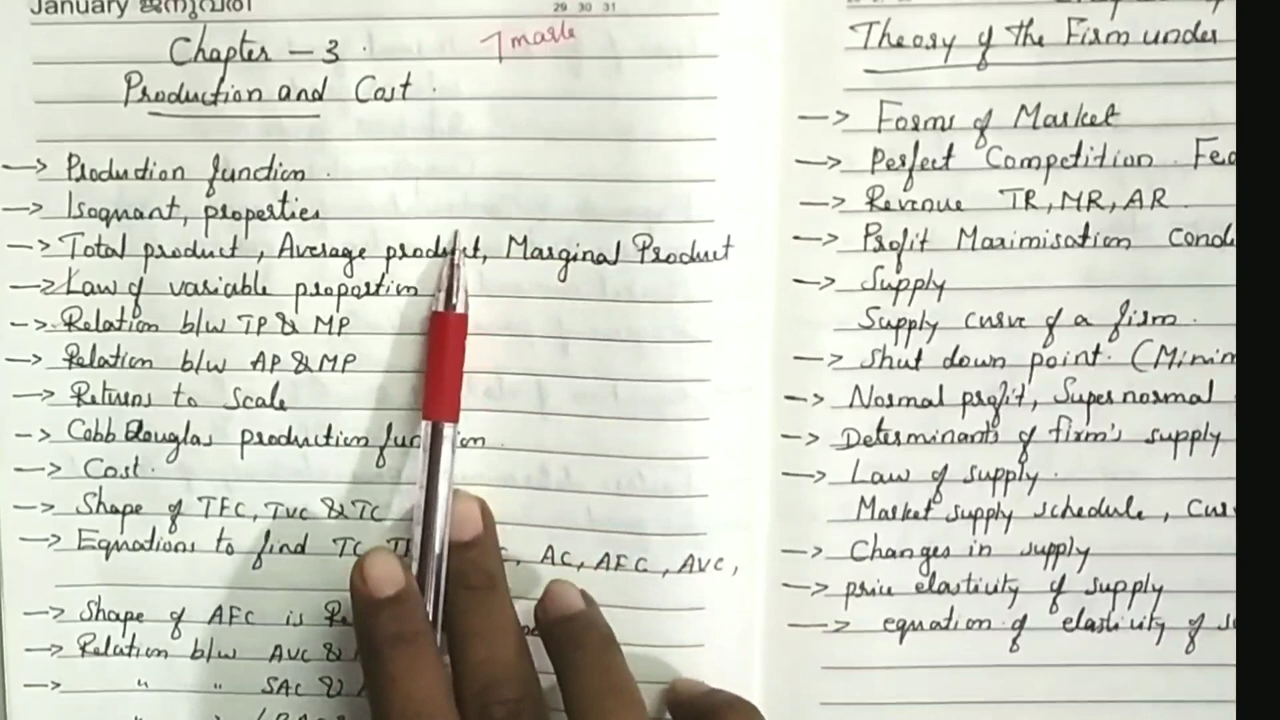 January ജനുവരി
29 30 31
Chapter - 3
7 mark
Production and Cost.
-> Production function.
-> Isoquant, properties
-> Total product, Average product, Marginal Product
-> Law of variable proportion
-> Relation b/w TP & MP
-> Relation b/w AP & MP
-> Returns to Scale
-> Cobb Douglas production
-> Cost.
-> Shape of TFC, TVC & TC
-> Equations to find TC, AC, AFC, AVC,
-> Shape of AFC is
-> Relation b/w AVC &
-> " " SAC &
Theory of the Firm under
-> Forms of Market
-> Perfect Competition
-> Revenue TR, MR, AR
-> Profit Maximisation
-> Supply
Supply curve of a firm.
-> Shut down point.
-> Normal profit, Super normal
-> Determinants of firm's supply
-> Law of supply.
Market supply schedule,
-> Changes in supply
-> price elasticity of supply
-> equation of elasticity of